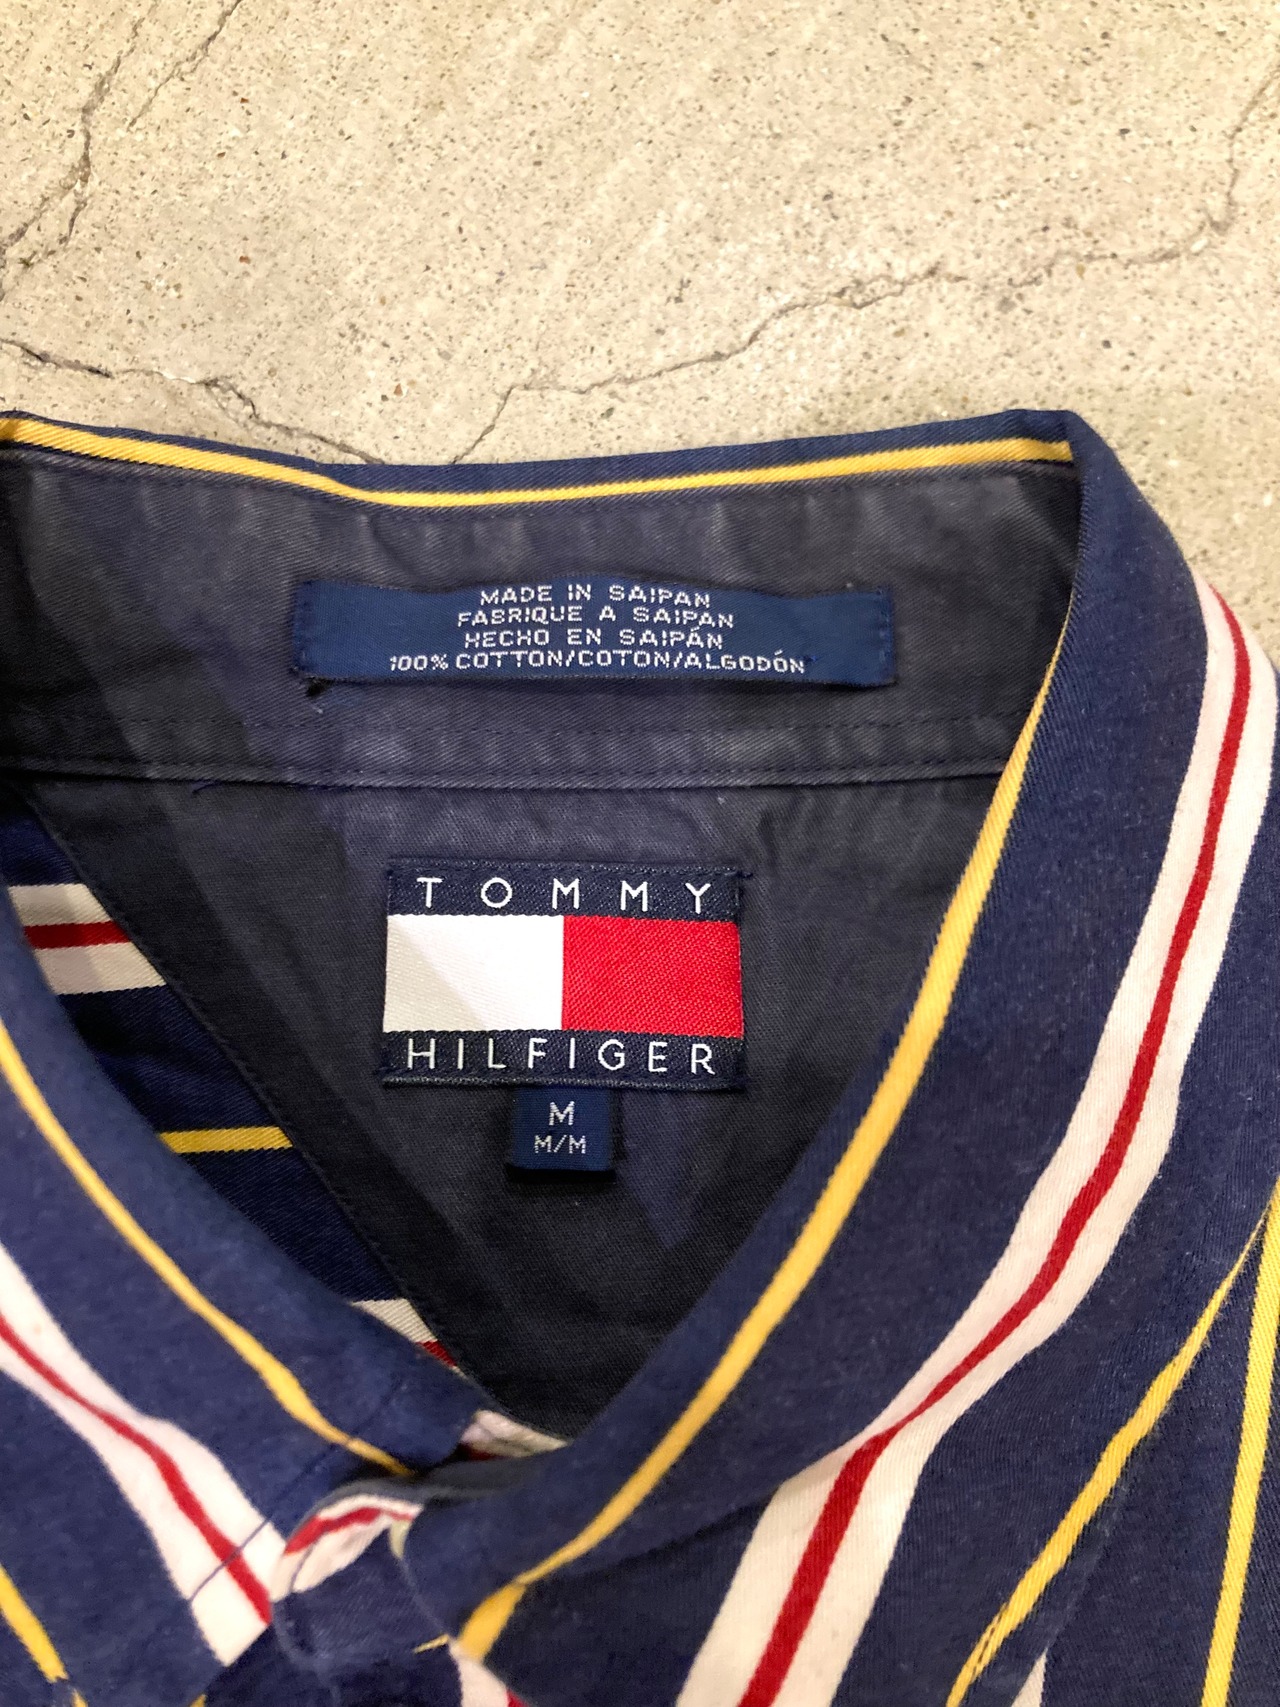 MADE IN SAIPAN
FABRIQUE A SAIPAN
HECHO EN SAIPÁN
100% COTTON/COTON/ALGODÓN
TOMMY
HILFIGER
M
M/M